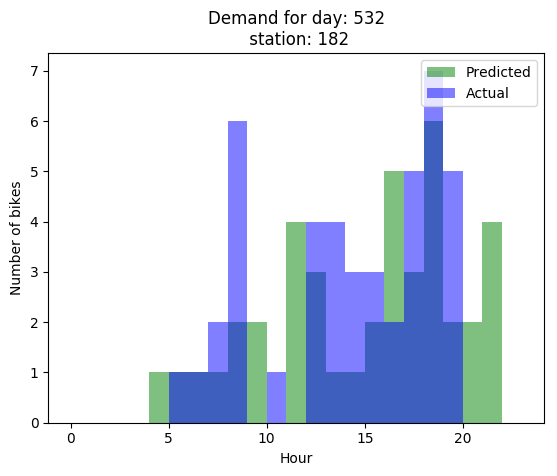 Demand for day: 532
station: 182
Predicted
Actual
Number of bikes
7
6
5
4
3
2
1
0
0 5 10 15 20
Hour